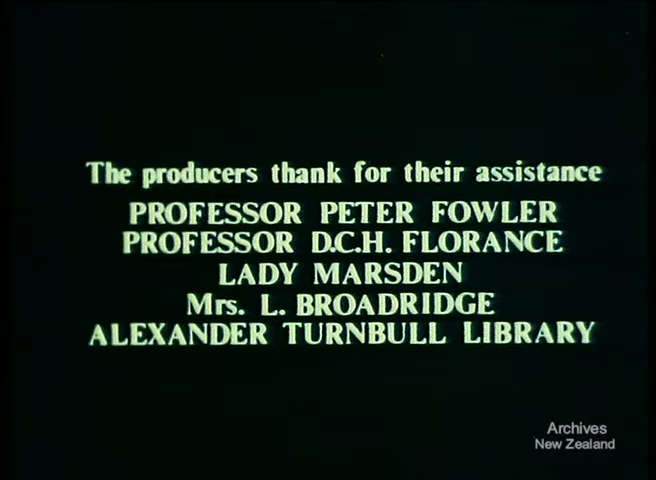 The producers thank for their assistance
PROFESSOR PETER FOWLER
PROFESSOR D.C.H. FLORANCE
LADY MARSDEN
Mrs. L. BROADRIDGE
ALEXANDER TURNBULL LIBRARY
Archives
New Zealand